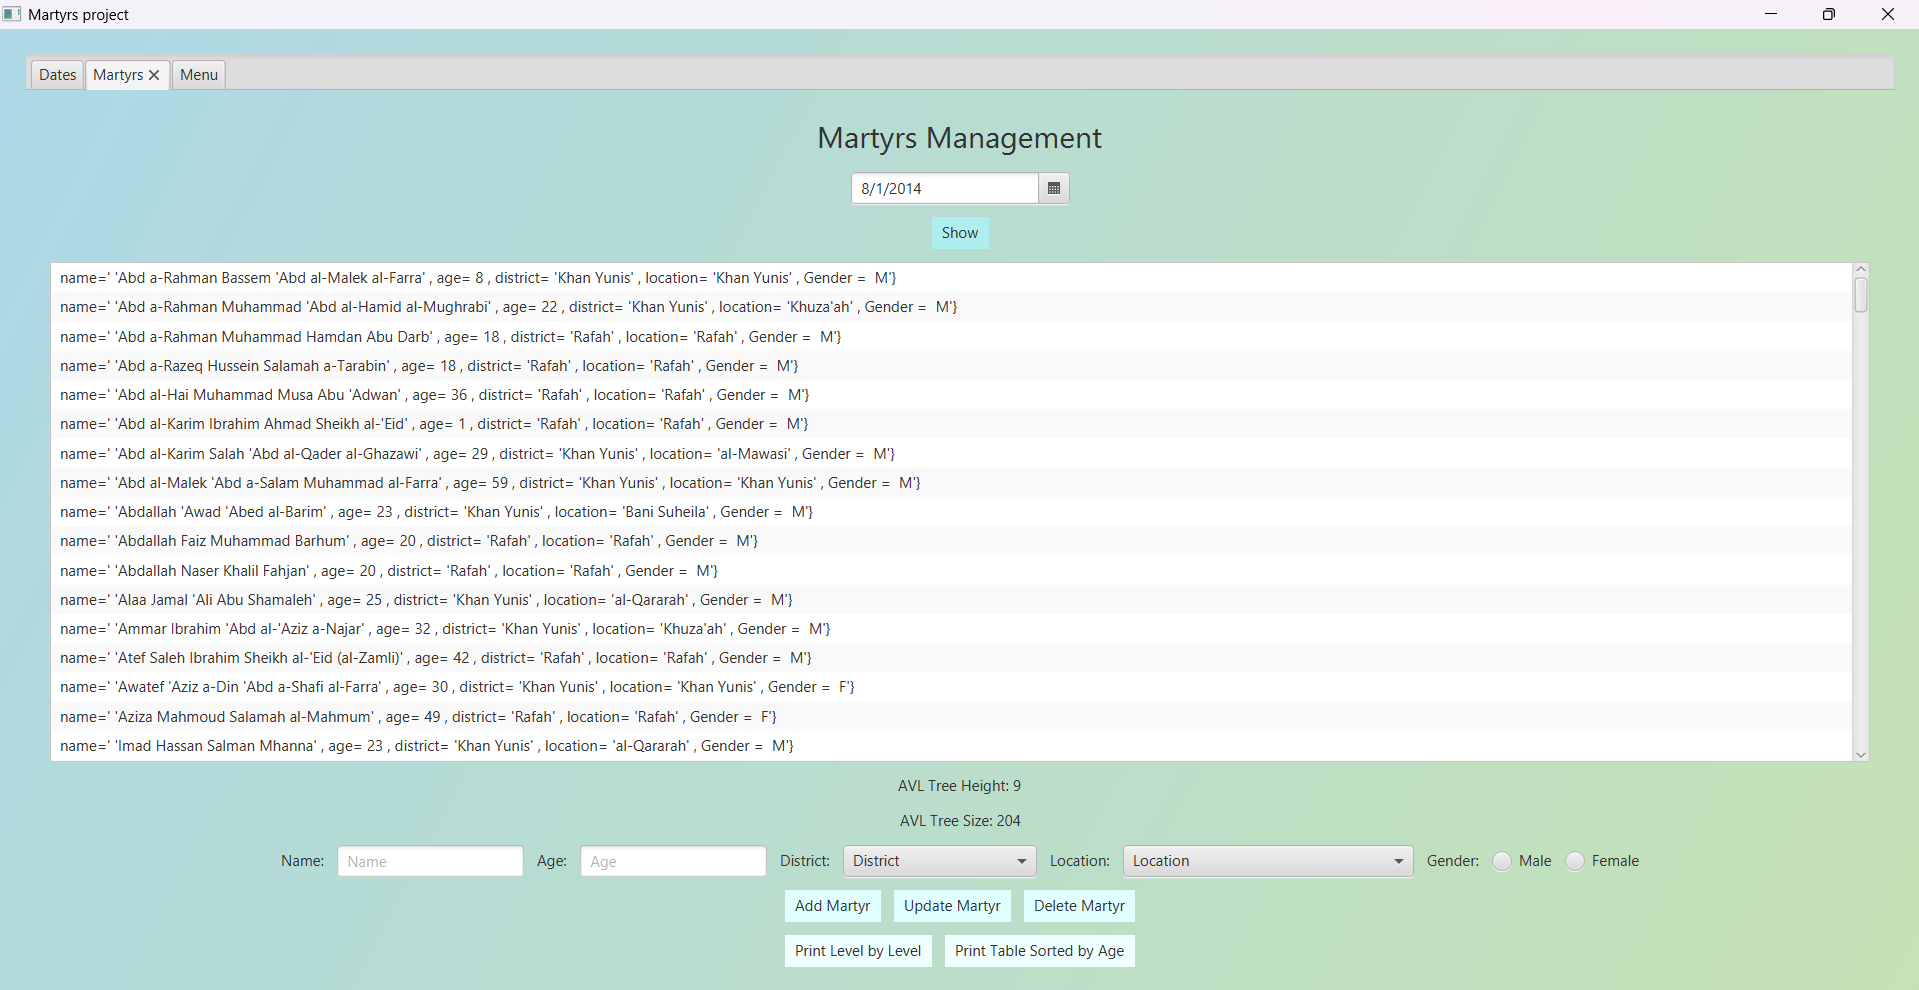 Martyrs project
Dates Martyrs Menu
Martyrs Management
8/1/2014
Show
name=' 'Abd a-Rahman Bassem 'Abd al-Malek al-Farra' , age= 8 , district= 'Khan Yunis' , location= 'Khan Yunis' , Gender =  M'}
name=' 'Abd a-Rahman Muhammad 'Abd al-Hamid al-Mughrabi' , age= 22 , district= 'Khan Yunis' , location= 'Khuza'ah' , Gender =  M'}
name=' 'Abd a-Rahman Muhammad Hamdan Abu Darb' , age= 18 , district= 'Rafah' , location= 'Rafah' , Gender =  M'}
name=' 'Abd a-Razeq Hussein Salamah a-Tarabin' , age= 18 , district= 'Rafah' , location= 'Rafah' , Gender =  M'}
name=' 'Abd al-Hai Muhammad Musa Abu 'Adwan' , age= 36 , district= 'Rafah' , location= 'Rafah' , Gender =  M'}
name=' 'Abd al-Karim Ibrahim Ahmad Sheikh al-'Eid' , age= 1 , district= 'Rafah' , location= 'Rafah' , Gender =  M'}
name=' 'Abd al-Karim Salah 'Abd al-Qader al-Ghazawi' , age= 29 , district= 'Khan Yunis' , location= 'al-Mawasi' , Gender =  M'}
name=' 'Abd al-Malek 'Abd a-Salam Muhammad al-Farra' , age= 59 , district= 'Khan Yunis' , location= 'Khan Yunis' , Gender =  M'}
name=' 'Abdallah 'Awad 'Abed al-Barim' , age= 23 , district= 'Khan Yunis' , location= 'Bani Suheila' , Gender =  M'}
name=' 'Abdallah Faiz Muhammad Barhum' , age= 20 , district= 'Rafah' , location= 'Rafah' , Gender =  M'}
name=' 'Abdallah Naser Khalil Fahjan' , age= 20 , district= 'Rafah' , location= 'Rafah' , Gender =  M'}
name=' 'Alaa Jamal 'Ali Abu Shamaleh' , age= 25 , district= 'Khan Yunis' , location= 'al-Qararah' , Gender =  M'}
name=' 'Ammar Ibrahim 'Abd al-'Aziz a-Najar' , age= 32 , district= 'Khan Yunis' , location= 'Khuza'ah' , Gender =  M'}
name=' 'Atef Saleh Ibrahim Sheikh al-'Eid (al-Zamli)' , age= 42 , district= 'Rafah' , location= 'Rafah' , Gender =  M'}
name=' 'Awatef 'Aziz a-Din 'Abd a-Shafi al-Farra' , age= 30 , district= 'Khan Yunis' , location= 'Khan Yunis' , Gender =  F'}
name=' 'Aziza Mahmoud Salamah al-Mahmum' , age= 49 , district= 'Rafah' , location= 'Rafah' , Gender =  F'}
name=' 'Imad Hassan Salman Mhanna' , age= 23 , district= 'Khan Yunis' , location= 'al-Qararah' , Gender =  M'}
AVL Tree Height: 9
AVL Tree Size: 204
Name: Name Age: Age District: District Location: Location Gender: Male Female
Add Martyr Update Martyr Delete Martyr
Print Level by Level Print Table Sorted by Age